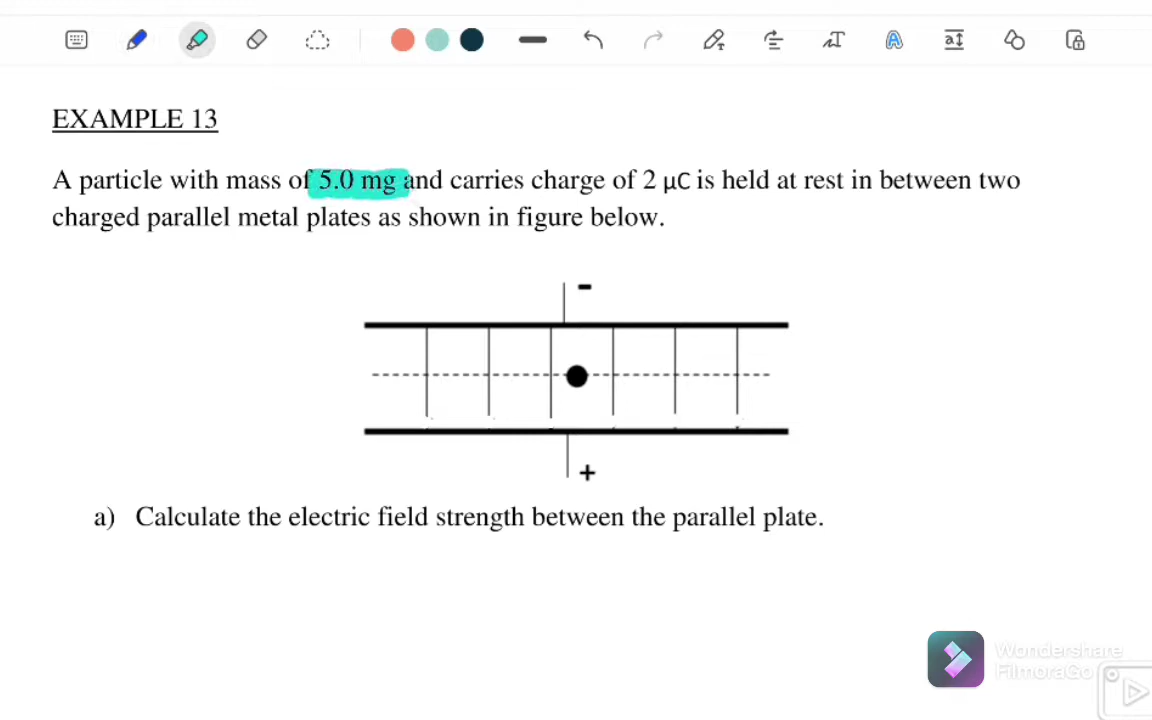 EXAMPLE 13
A particle with mass of 5.0 mg and carries charge of 2 μC is held at rest in between two
charged parallel metal plates as shown in figure below.
-
+
a) Calculate the electric field strength between the parallel plate.
Wondershare
FilmoraGo